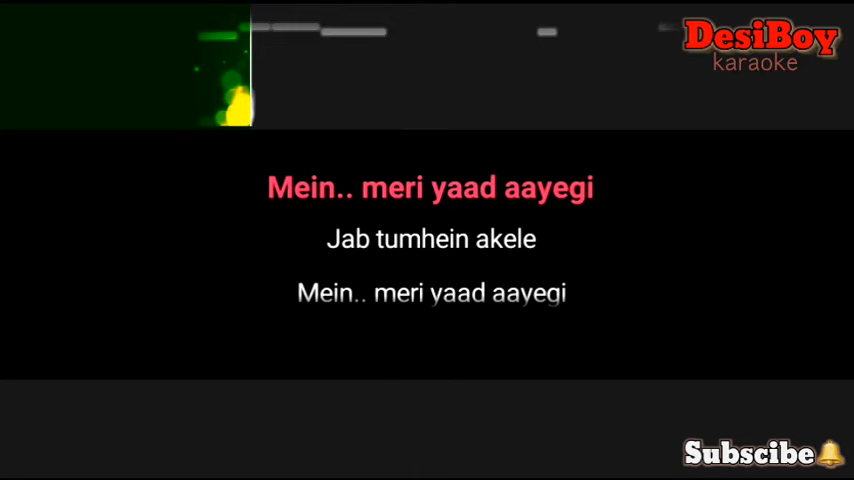 DesiBoy
karaoke
Mein.. meri yaad aayegi
Jab tumhein akele
Mein.. meri yaad aayegi
Subscibe